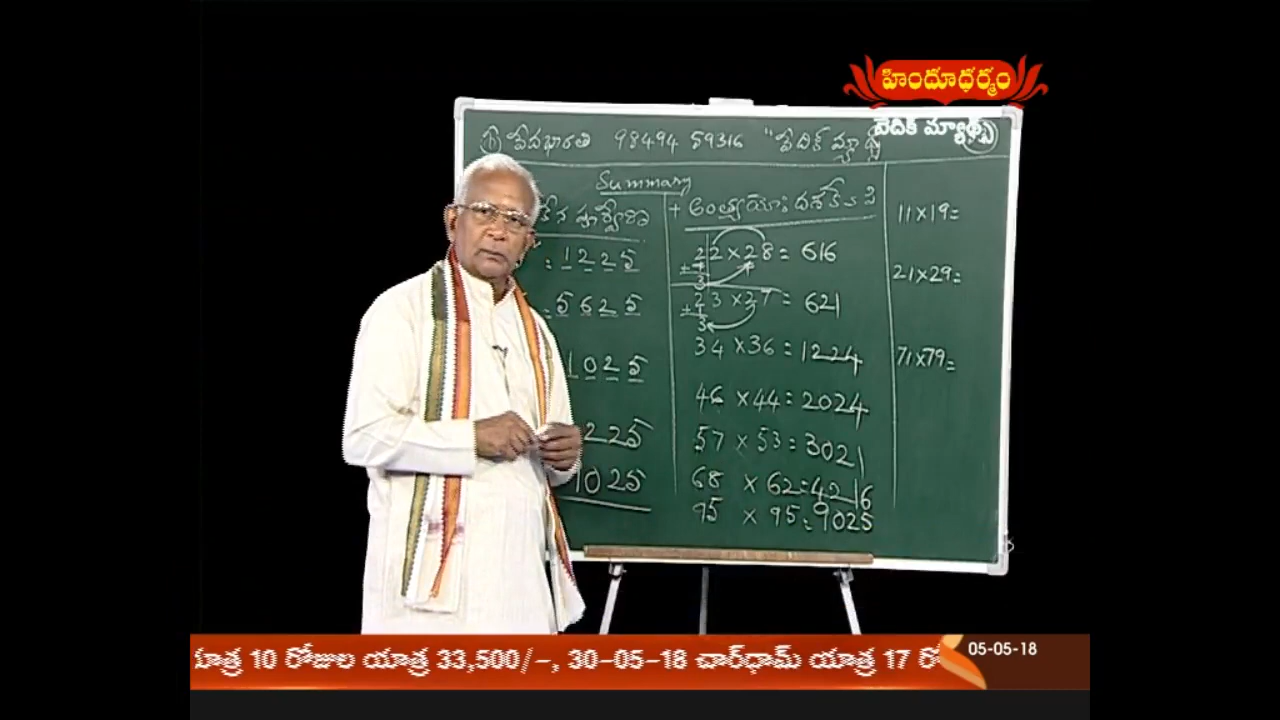 హిందూధర్మం
వేదిక్ మ్యాథ్స్
వేదభారతి 98494 59316 "వేదిక్ మ్యాథ్స్
Summary
+ అంత్యయోః దశకేఽపి
= 1225
22 × 28 = 616
= 5625
23 × 27 = 621
1025
34 × 36 = 1224
46 × 44 = 2024
225
57 × 53 = 3021
1025
68 × 62 = 4216
95 × 95 = 9025
11×19=
21×29=
71×79=
10 రోజుల యాత్ర 33,500/–, 30–05–18 చార్‌ధామ్ యాత్ర 17 రో
05-05-18